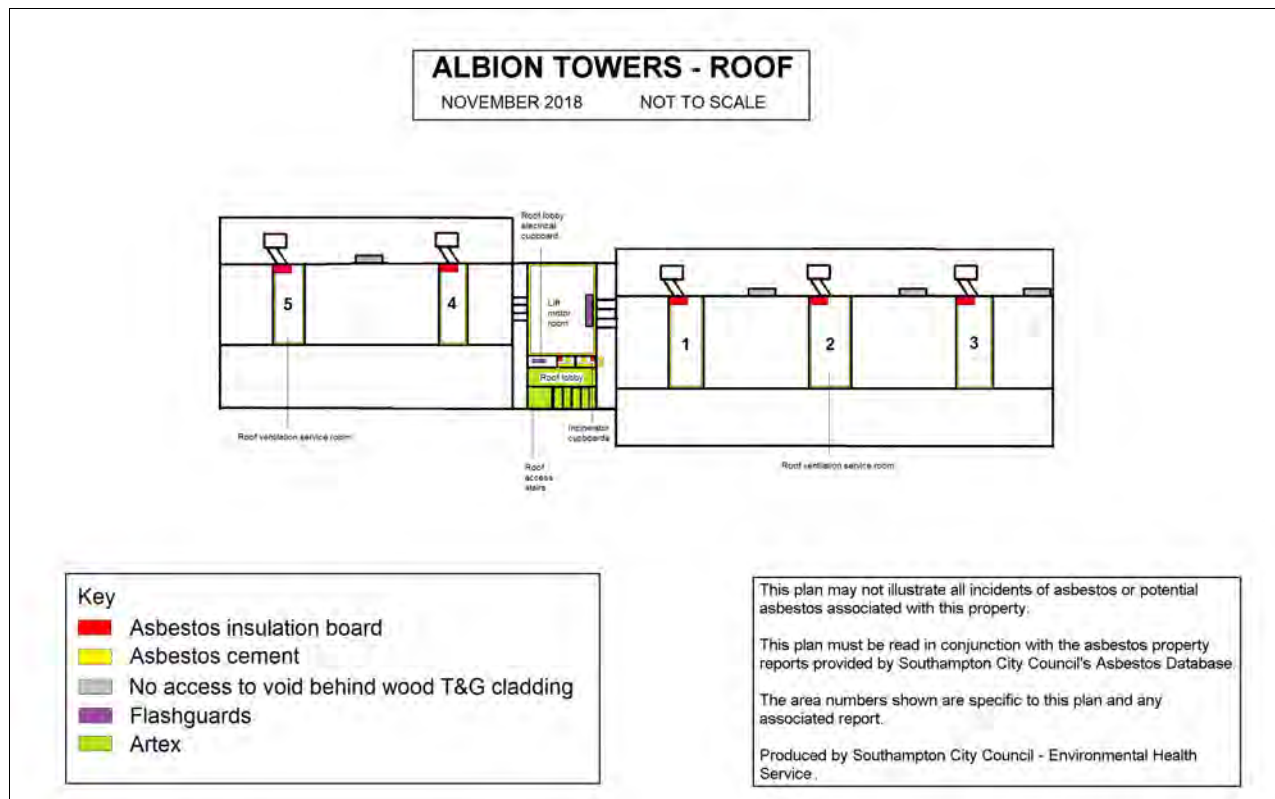 ALBION TOWERS - ROOF
NOVEMBER 2018 NOT TO SCALE
Roof lobby
electrical
cupboard
5
4
Lift
motor
room
1
2
3
Roof lobby
Roof ventilation service room
Incinerator
cupboards
Roof
access
stairs
Roof ventilation service room
Key
Asbestos insulation board
Asbestos cement
No access to void behind wood T&G cladding
Flashguards
Artex
This plan may not illustrate all incidents of asbestos or potential
asbestos associated with this property.
This plan must be read in conjunction with the asbestos property
reports provided by Southampton City Council's Asbestos Database
The area numbers shown are specific to this plan and any
associated report.
Produced by Southampton City Council - Environmental Health
Service.